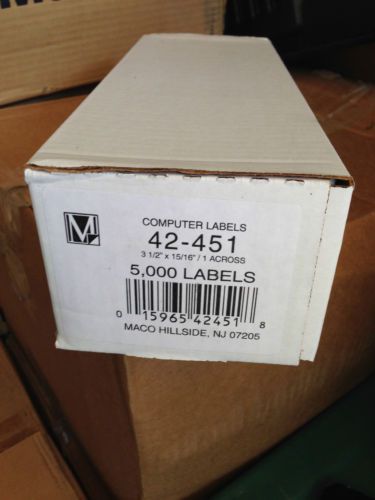 M
COMPUTER LABELS
42-451
3 1/2" x 15/16" / 1 ACROSS
5,000 LABELS
0 15965 42451 8
MACO HILLSIDE, NJ 07205